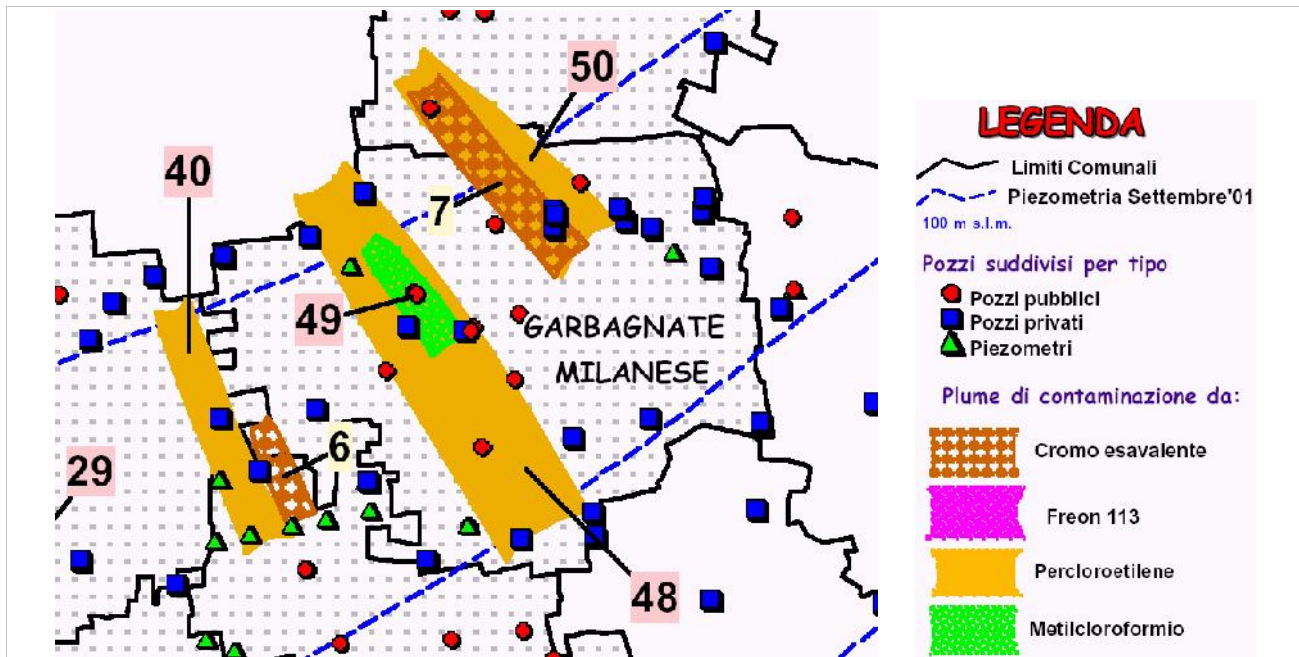 50
40
7
49
GARBAGNATE
MILANESE
6
29
48
LEGENDA
Limiti Comunali
Piezometria Settembre'01
100 m s.l.m.
Pozzi suddivisi per tipo
Pozzi pubblici
Pozzi privati
Piezometri
Plume di contaminazione da:
Cromo esavalente
Freon 113
Percloroetilene
Metilcloroformio